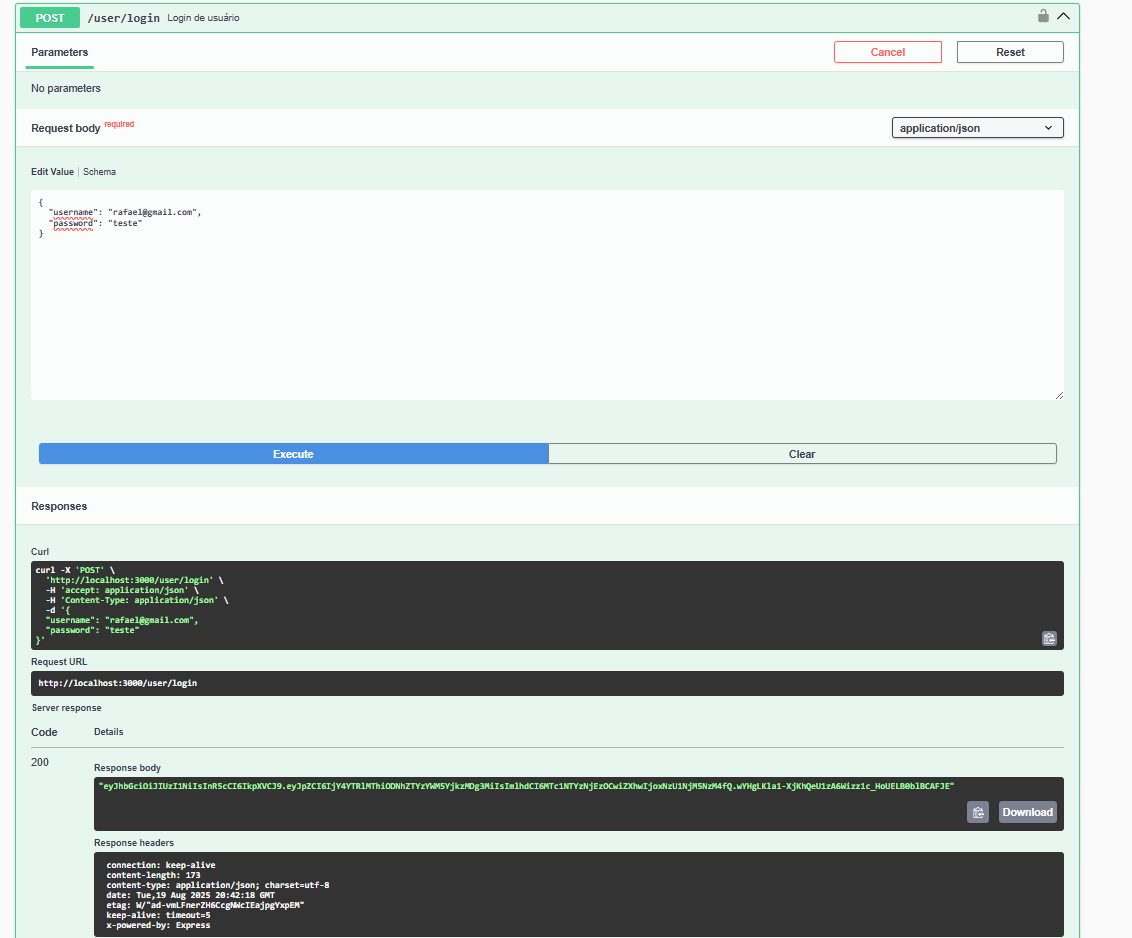 POST /user/login Login de usuário
Parameters
Cancel
Reset
No parameters
Request body required
application/json
Edit Value | Schema
{
"username": "rafael@gmail.com",
"password": "teste"
}
Execute
Clear
Responses
Curl
curl -X 'POST' \
'http://localhost:3000/user/login' \
-H 'accept: application/json' \
-H 'Content-Type: application/json' \
-d '{
"username": "rafael@gmail.com",
"password": "teste"
}'
Request URL
http://localhost:3000/user/login
Server response
Code Details
200
Response body
Download
Response headers
connection: keep-alive
content-length: 173
content-type: application/json; charset=utf-8
date: Tue,19 Aug 2025 20:42:18 GMT
etag: W/"ad-vmLFnerZH6CcgNWcIEajpgYxpEM"
keep-alive: timeout=5
x-powered-by: Express